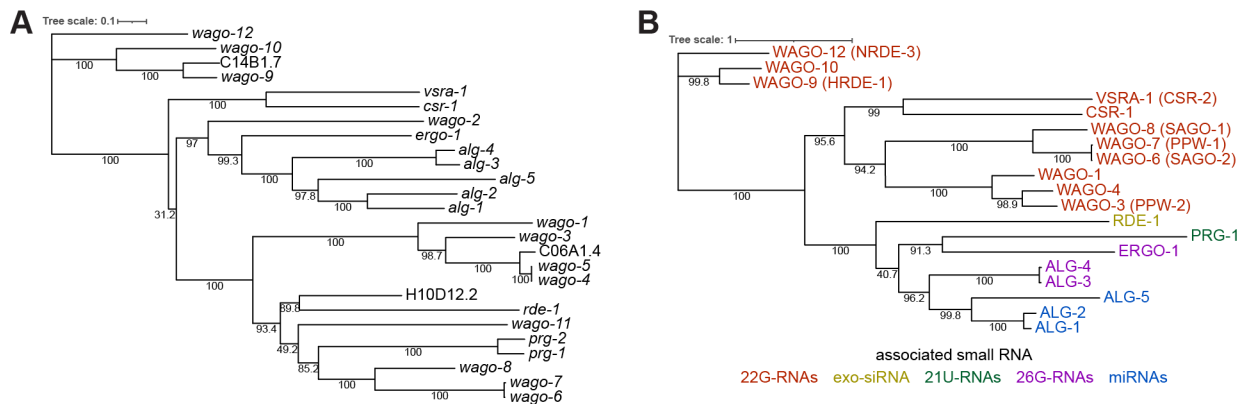 A
Tree scale: 0.1
wago-12
wago-10
100
C14B1.7
100
wago-9
vsra-1
100
csr-1
wago-2
97
ergo-1
99.3
alg-4
100
alg-3
100
alg-5
97.8
alg-2
100
alg-1
100
31.2
wago-1
100
wago-3
98.7
C06A1.4
100
wago-5
100
wago-4
100
H10D12.2
89.8
rde-1
93.4
wago-11
49.2
prg-2
100
prg-1
85.2
wago-8
100
wago-7
100
wago-6
B
Tree scale: 1
WAGO-12 (NRDE-3)
WAGO-10
99.8
WAGO-9 (HRDE-1)
VSRA-1 (CSR-2)
99
CSR-1
95.6
WAGO-8 (SAGO-1)
100
WAGO-7 (PPW-1)
100
WAGO-6 (SAGO-2)
94.2
WAGO-1
100
WAGO-4
98.9
WAGO-3 (PPW-2)
100
RDE-1
100
PRG-1
91.3
ERGO-1
40.7
ALG-4
100
ALG-3
96.2
ALG-5
99.8
ALG-2
100
ALG-1
associated small RNA
22G-RNAs exo-siRNA 21U-RNAs 26G-RNAs miRNAs